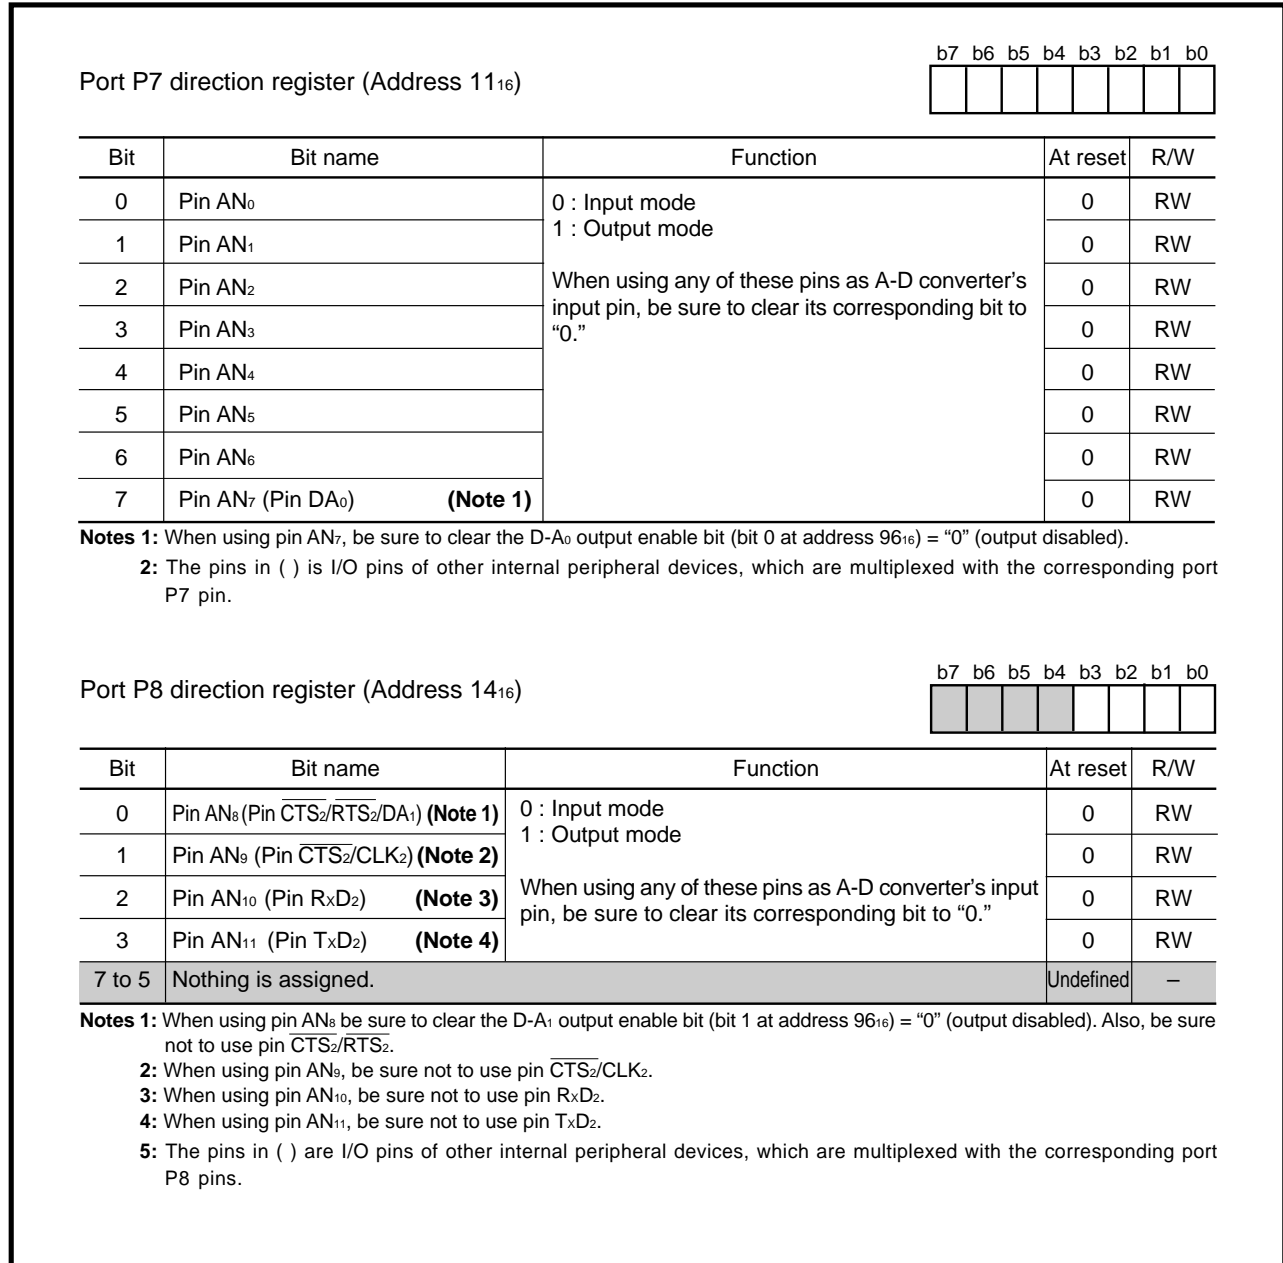 b7 b6 b5 b4 b3 b2 b1 b0
Port P7 direction register (Address 11₁₆)
Bit Bit name Function At reset R/W
0 Pin AN₀ 0 : Input mode 0 RW
1 : Output mode
1 Pin AN₁ 0 RW
2 Pin AN₂ When using any of these pins as A-D converter’s 0 RW
input pin, be sure to clear its corresponding bit to
3 Pin AN₃ “0.” 0 RW
4 Pin AN₄ 0 RW
5 Pin AN₅ 0 RW
6 Pin AN₆ 0 RW
7 Pin AN₇ (Pin DA₀) (Note 1) 0 RW
Notes 1: When using pin AN₇, be sure to clear the D-A₀ output enable bit (bit 0 at address 96₁₆) = “0” (output disabled).
2: The pins in ( ) is I/O pins of other internal peripheral devices, which are multiplexed with the corresponding port
P7 pin.
b7 b6 b5 b4 b3 b2 b1 b0
Port P8 direction register (Address 14₁₆)
Bit Bit name Function At reset R/W
0 Pin AN₈ (Pin C̅T̅S̅₂/R̅T̅S̅₂/DA₁) (Note 1) 0 : Input mode 0 RW
1 : Output mode
1 Pin AN₉ (Pin C̅T̅S̅₂/CLK₂) (Note 2) 0 RW
2 Pin AN₁₀ (Pin RxD₂) (Note 3) When using any of these pins as A-D converter’s input 0 RW
pin, be sure to clear its corresponding bit to “0.”
3 Pin AN₁₁ (Pin TxD₂) (Note 4) 0 RW
7 to 5 Nothing is assigned. Undefined –
Notes 1: When using pin AN₈ be sure to clear the D-A₁ output enable bit (bit 1 at address 96₁₆) = “0” (output disabled). Also, be sure
not to use pin C̅T̅S̅₂/R̅T̅S̅₂.
2: When using pin AN₉, be sure not to use pin C̅T̅S̅₂/CLK₂.
3: When using pin AN₁₀, be sure not to use pin RxD₂.
4: When using pin AN₁₁, be sure not to use pin TxD₂.
5: The pins in ( ) are I/O pins of other internal peripheral devices, which are multiplexed with the corresponding port
P8 pins.